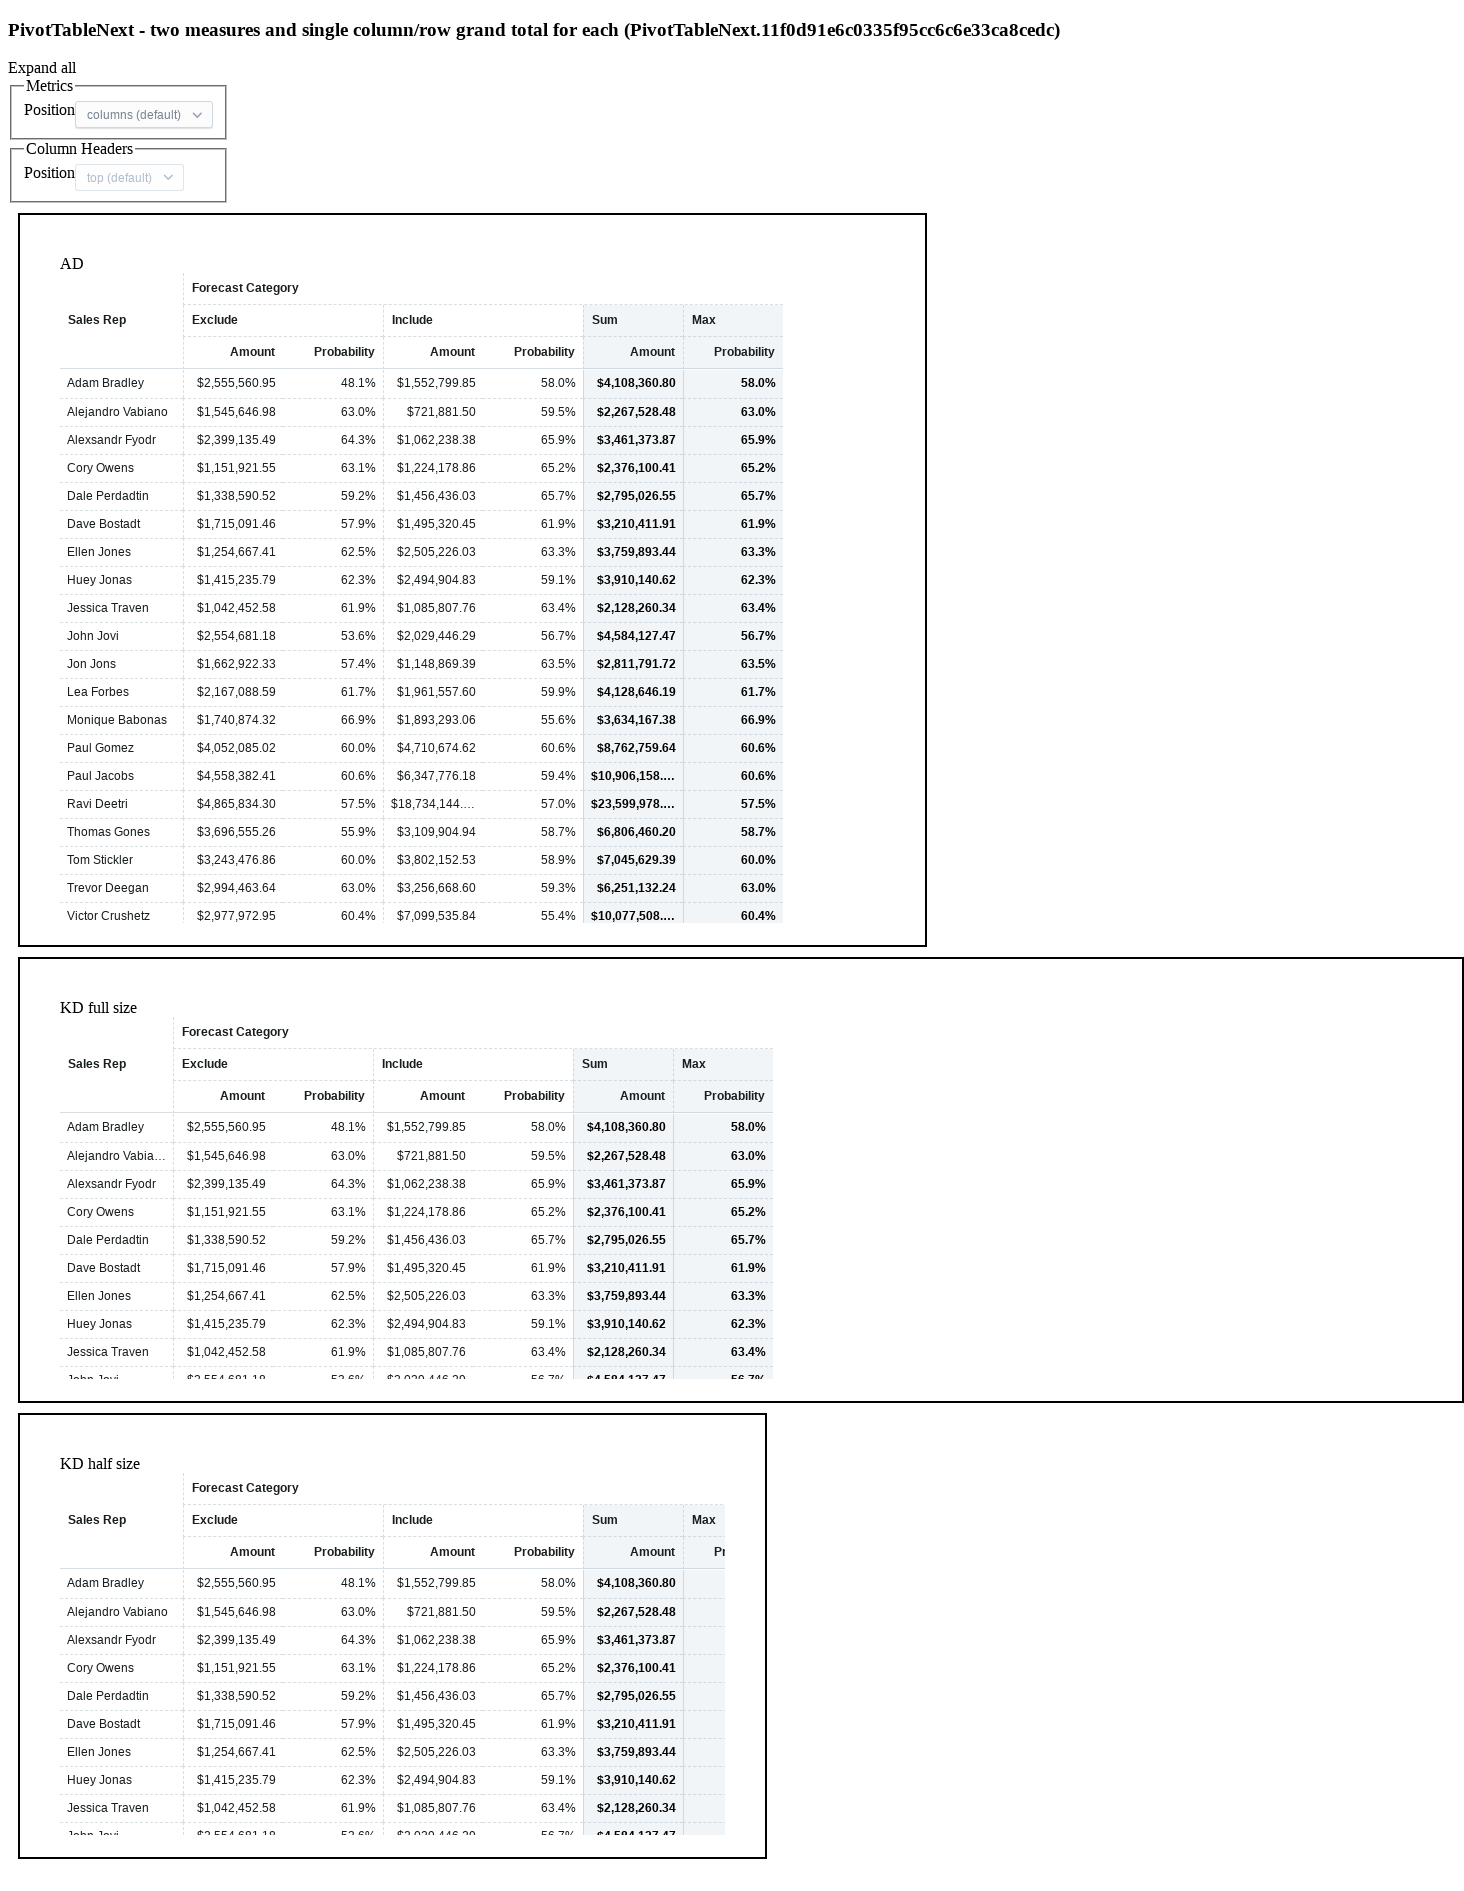 PivotTableNext - two measures and single column/row grand total for each (PivotTableNext.11f0d91e6c0335f95cc6c6e33ca8cedc)
Expand all
Metrics
Position columns (default)
Column Headers
Position top (default)
AD
Forecast Category
Sales Rep Exclude Include Sum Max
Amount Probability Amount Probability Amount Probability
Adam Bradley $2,555,560.95 48.1% $1,552,799.85 58.0% $4,108,360.80 58.0%
Alejandro Vabiano $1,545,646.98 63.0% $721,881.50 59.5% $2,267,528.48 63.0%
Alexsandr Fyodr $2,399,135.49 64.3% $1,062,238.38 65.9% $3,461,373.87 65.9%
Cory Owens $1,151,921.55 63.1% $1,224,178.86 65.2% $2,376,100.41 65.2%
Dale Perdadtin $1,338,590.52 59.2% $1,456,436.03 65.7% $2,795,026.55 65.7%
Dave Bostadt $1,715,091.46 57.9% $1,495,320.45 61.9% $3,210,411.91 61.9%
Ellen Jones $1,254,667.41 62.5% $2,505,226.03 63.3% $3,759,893.44 63.3%
Huey Jonas $1,415,235.79 62.3% $2,494,904.83 59.1% $3,910,140.62 62.3%
Jessica Traven $1,042,452.58 61.9% $1,085,807.76 63.4% $2,128,260.34 63.4%
John Jovi $2,554,681.18 53.6% $2,029,446.29 56.7% $4,584,127.47 56.7%
Jon Jons $1,662,922.33 57.4% $1,148,869.39 63.5% $2,811,791.72 63.5%
Lea Forbes $2,167,088.59 61.7% $1,961,557.60 59.9% $4,128,646.19 61.7%
Monique Babonas $1,740,874.32 66.9% $1,893,293.06 55.6% $3,634,167.38 66.9%
Paul Gomez $4,052,085.02 60.0% $4,710,674.62 60.6% $8,762,759.64 60.6%
Paul Jacobs $4,558,382.41 60.6% $6,347,776.18 59.4% $10,906,158.… 60.6%
Ravi Deetri $4,865,834.30 57.5% $18,734,144.… 57.0% $23,599,978.… 57.5%
Thomas Gones $3,696,555.26 55.9% $3,109,904.94 58.7% $6,806,460.20 58.7%
Tom Stickler $3,243,476.86 60.0% $3,802,152.53 58.9% $7,045,629.39 60.0%
Trevor Deegan $2,994,463.64 63.0% $3,256,668.60 59.3% $6,251,132.24 63.0%
Victor Crushetz $2,977,972.95 60.4% $7,099,535.84 55.4% $10,077,508.… 60.4%
KD full size
Forecast Category
Sales Rep Exclude Include Sum Max
Amount Probability Amount Probability Amount Probability
Adam Bradley $2,555,560.95 48.1% $1,552,799.85 58.0% $4,108,360.80 58.0%
Alejandro Vabia… $1,545,646.98 63.0% $721,881.50 59.5% $2,267,528.48 63.0%
Alexsandr Fyodr $2,399,135.49 64.3% $1,062,238.38 65.9% $3,461,373.87 65.9%
Cory Owens $1,151,921.55 63.1% $1,224,178.86 65.2% $2,376,100.41 65.2%
Dale Perdadtin $1,338,590.52 59.2% $1,456,436.03 65.7% $2,795,026.55 65.7%
Dave Bostadt $1,715,091.46 57.9% $1,495,320.45 61.9% $3,210,411.91 61.9%
Ellen Jones $1,254,667.41 62.5% $2,505,226.03 63.3% $3,759,893.44 63.3%
Huey Jonas $1,415,235.79 62.3% $2,494,904.83 59.1% $3,910,140.62 62.3%
Jessica Traven $1,042,452.58 61.9% $1,085,807.76 63.4% $2,128,260.34 63.4%
John Jovi $2,554,681.18 53.6% $2,029,446.29 56.7% $4,584,127.47 56.7%
KD half size
Forecast Category
Sales Rep Exclude Include Sum Max
Amount Probability Amount Probability Amount Pr
Adam Bradley $2,555,560.95 48.1% $1,552,799.85 58.0% $4,108,360.80
Alejandro Vabiano $1,545,646.98 63.0% $721,881.50 59.5% $2,267,528.48
Alexsandr Fyodr $2,399,135.49 64.3% $1,062,238.38 65.9% $3,461,373.87
Cory Owens $1,151,921.55 63.1% $1,224,178.86 65.2% $2,376,100.41
Dale Perdadtin $1,338,590.52 59.2% $1,456,436.03 65.7% $2,795,026.55
Dave Bostadt $1,715,091.46 57.9% $1,495,320.45 61.9% $3,210,411.91
Ellen Jones $1,254,667.41 62.5% $2,505,226.03 63.3% $3,759,893.44
Huey Jonas $1,415,235.79 62.3% $2,494,904.83 59.1% $3,910,140.62
Jessica Traven $1,042,452.58 61.9% $1,085,807.76 63.4% $2,128,260.34
John Jovi $2,554,681.18 53.6% $2,029,446.29 56.7% $4,584,127.47